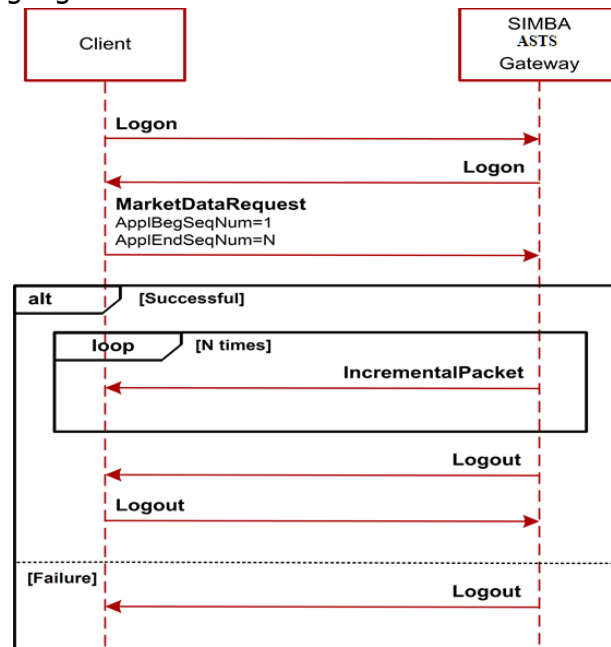 Client
SIMBA
ASTS
Gateway
Logon
Logon
MarketDataRequest
ApplBegSeqNum=1
ApplEndSeqNum=N
alt
[Successful]
loop
[N times]
IncrementalPacket
Logout
Logout
[Failure]
Logout